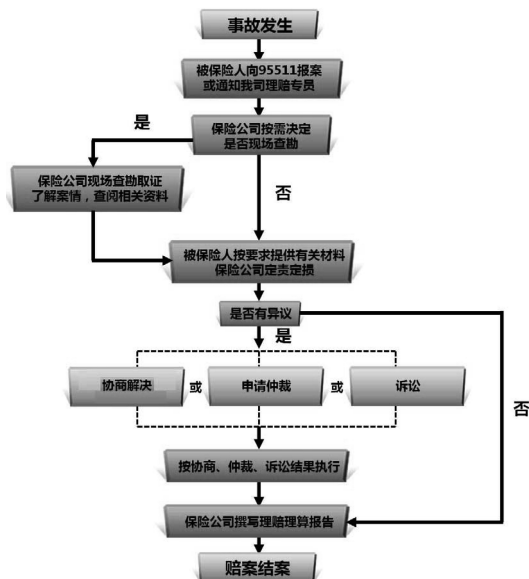 事故发生
被保险人向95511报案
或通知我司理赔专员
是
保险公司按需决定
是否现场查勘
保险公司现场查勘取证
了解案情，查阅相关资料
否
被保险人按要求提供有关材料
保险公司定责定损
是否有异议
是
协商解决 或 申请仲裁 或 诉讼
否
按协商、仲裁、诉讼结果执行
保险公司撰写理赔理算报告
赔案结案